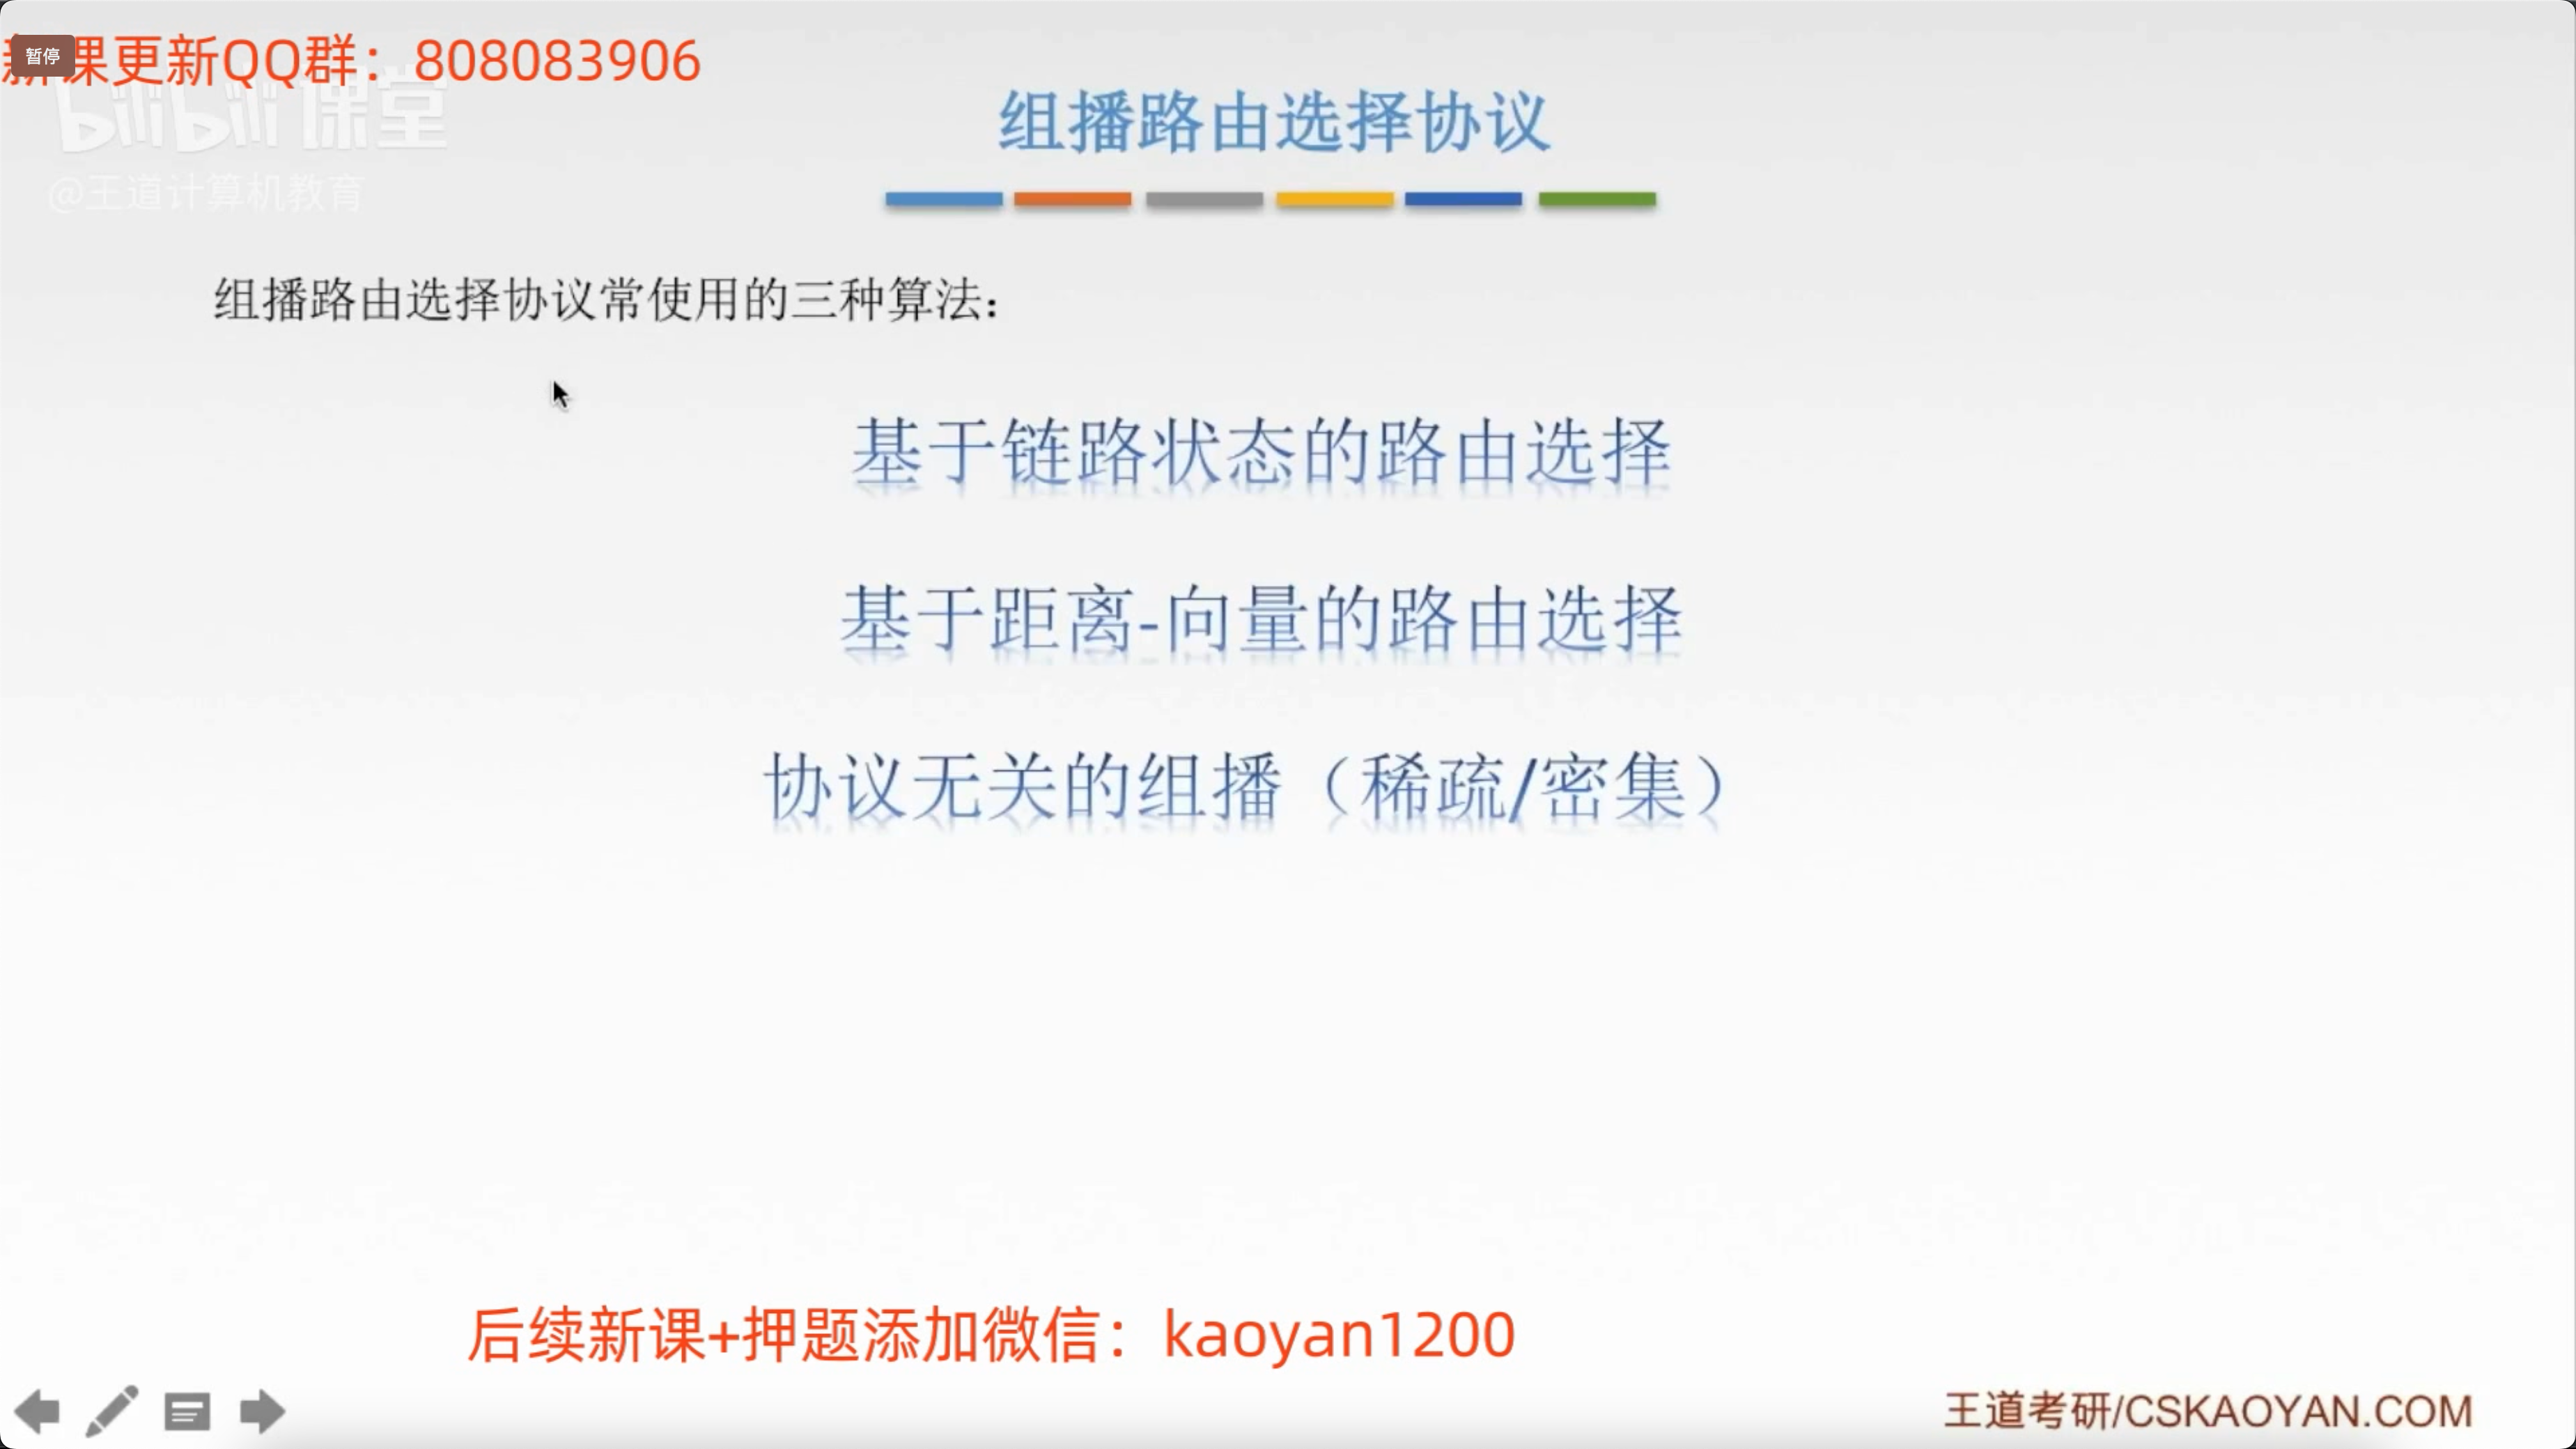 新课更新QQ群：808083906
暂停
bilibili课堂
@王道计算机教育
组播路由选择协议
组播路由选择协议常使用的三种算法：
基于链路状态的路由选择
基于距离-向量的路由选择
协议无关的组播（稀疏/密集）
后续新课+押题添加微信：kaoyan1200
王道考研/CSKAOYAN.COM